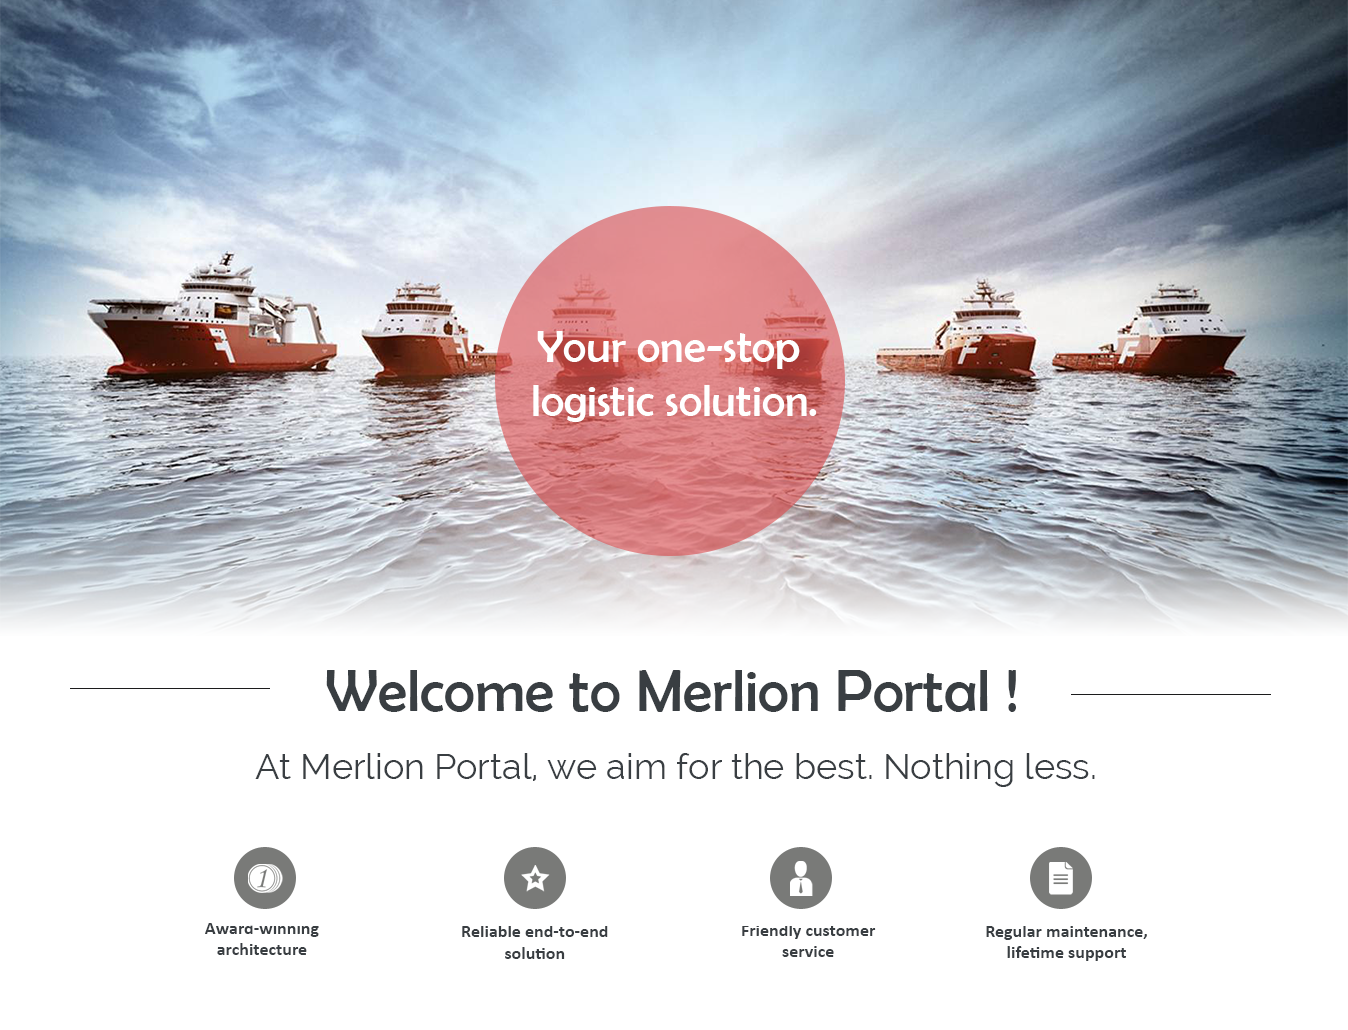 Your one-stop
logistic solution.
Welcome to Merlion Portal !
At Merlion Portal, we aim for the best. Nothing less.
1
Award-winning
architecture
Reliable end-to-end
solution
Friendly customer
service
Regular maintenance,
lifetime support